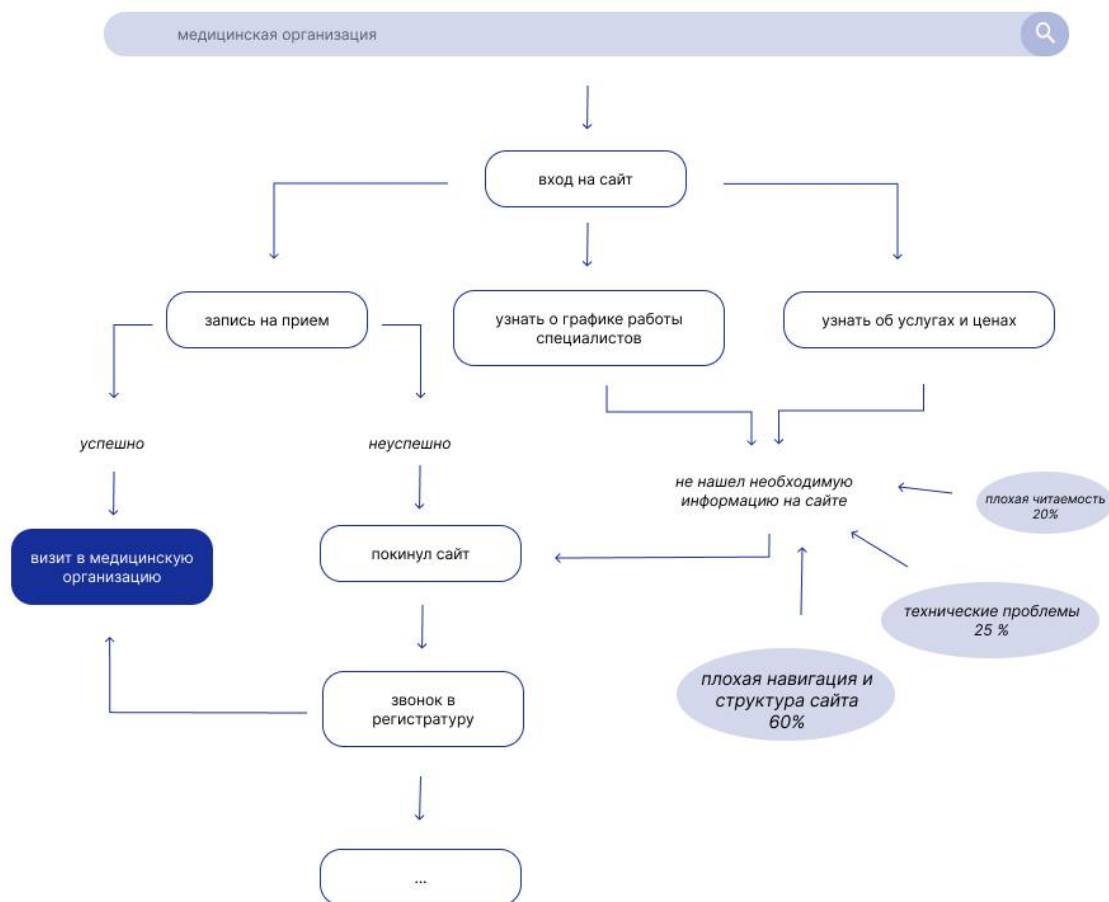 медицинская организация
вход на сайт
запись на прием
узнать о графике работы
специалистов
узнать об услугах и ценах
успешно
неуспешно
не нашел необходимую
информацию на сайте
плохая читаемость
20%
визит в медицинскую
организацию
покинул сайт
технические проблемы
25 %
плохая навигация и
структура сайта
60%
звонок в
регистратуру
...